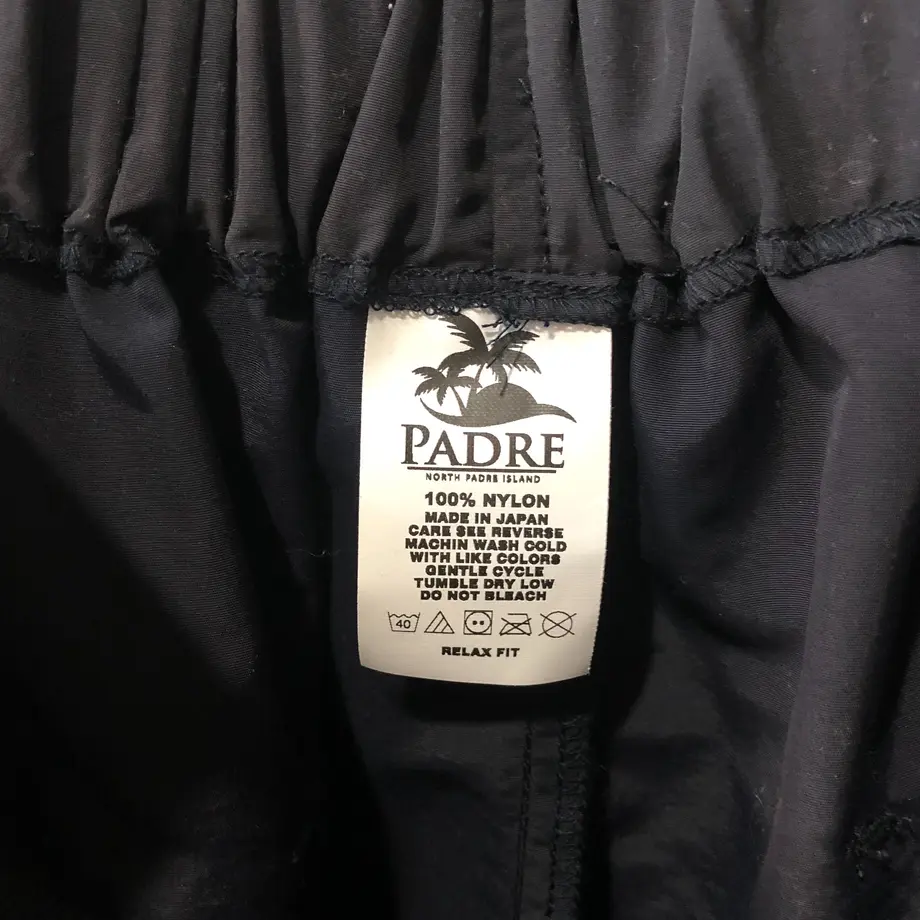 PADRE
NORTH PADRE ISLAND
100% NYLON
MADE IN JAPAN
CARE SEE REVERSE
MACHIN WASH COLD
WITH LIKE COLORS
GENTLE CYCLE
TUMBLE DRY LOW
DO NOT BLEACH
40
RELAX FIT